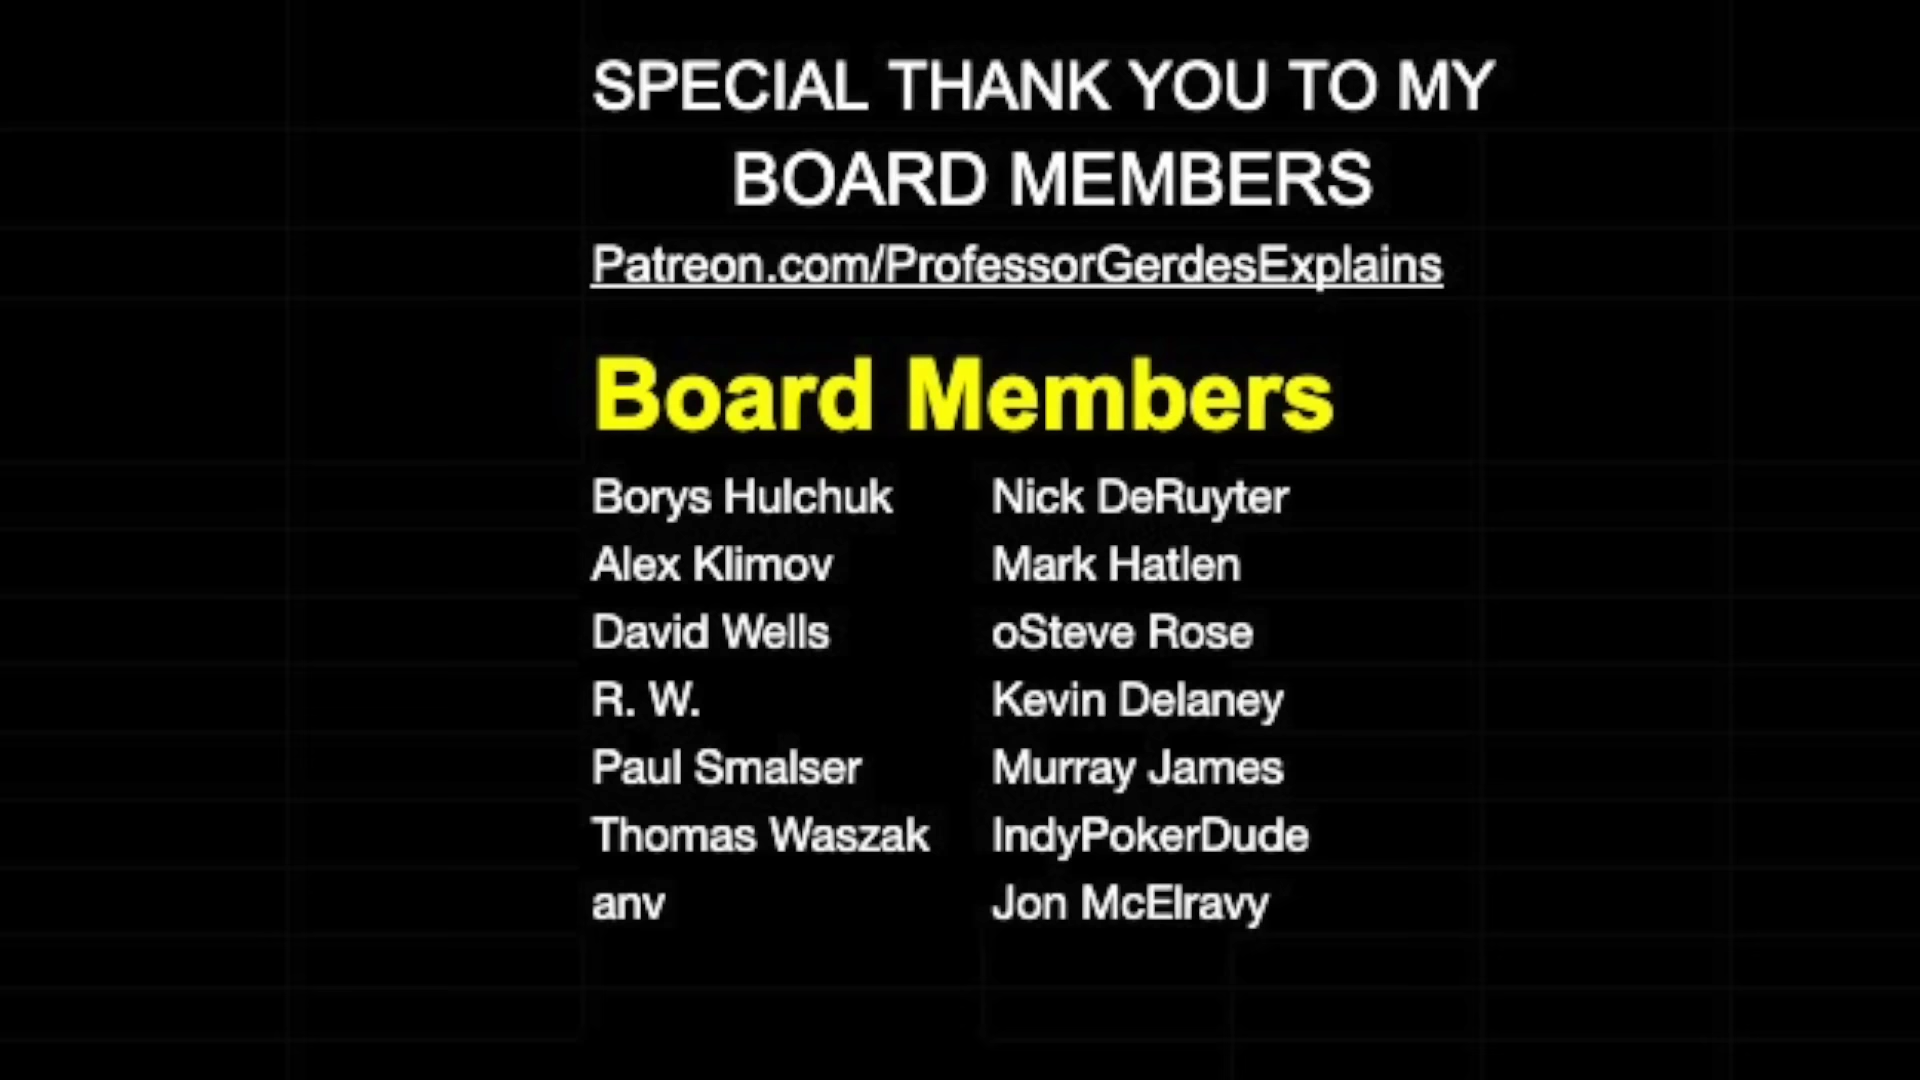 SPECIAL THANK YOU TO MY
BOARD MEMBERS
Patreon.com/ProfessorGerdesExplains
Board Members
Borys Hulchuk
Alex Klimov
David Wells
R. W.
Paul Smalser
Thomas Waszak
anv
Nick DeRuyter
Mark Hatlen
oSteve Rose
Kevin Delaney
Murray James
IndyPokerDude
Jon McElravy